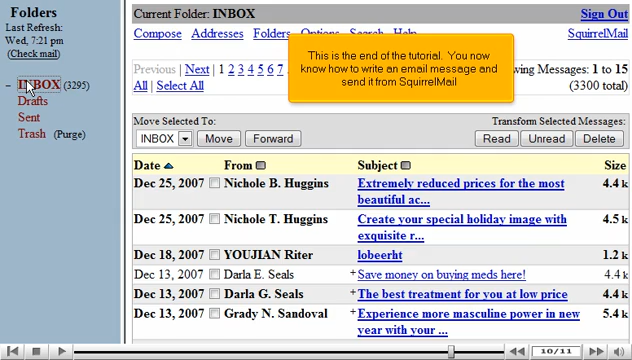 Folders
Last Refresh:
Wed, 7:21 pm
(Check mail)
– INBOX (3295)
Drafts
Sent
Trash (Purge)
Current Folder: INBOX Sign Out
Compose Addresses Folders Options Search Help SquirrelMail
This is the end of the tutorial. You now
know how to write an email message and
send it from SquirrelMail
Previous | Next | 1 2 3 4 5 6 7 wing Messages: 1 to 15
All | Select All (3300 total)
Move Selected To: Transform Selected Messages:
INBOX Move Forward Read Unread Delete
Date From Subject Size
Dec 25, 2007 Nichole B. Huggins Extremely reduced prices for the most 4.4 k
beautiful ac...
Dec 25, 2007 Nichole T. Huggins Create your special holiday image with 4.5 k
exquisite r...
Dec 18, 2007 YOUJIAN Riter lobeerht 1.2 k
Dec 13, 2007 Darla E. Seals + Save money on buying meds here! 4.4 k
Dec 13, 2007 Darla G. Seals + The best treatment for you at low price 4.4 k
Dec 13, 2007 Grady N. Sandoval + Experience more masculine power in new 5.4 k
year with your ...
10/11